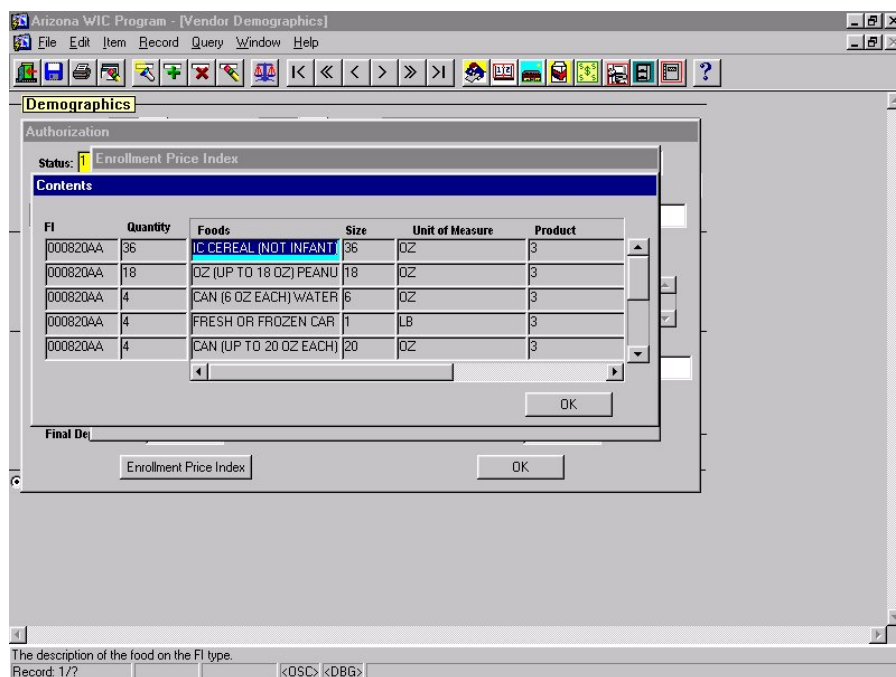 Arizona WIC Program - [Vendor Demographics]
File Edit Item Record Query Window Help
Demographics
Authorization
Status: 1 Enrollment Price Index
Contents
FI Quantity Foods Size Unit of Measure Product
000820AA 36 IC CEREAL (NOT INFANT) 36 OZ 3
000820AA 18 OZ (UP TO 18 OZ) PEANU 18 OZ 3
000820AA 4 CAN (6 OZ EACH) WATER 6 OZ 3
000820AA 4 FRESH OR FROZEN CAR 1 LB 3
000820AA 4 CAN (UP TO 20 OZ EACH) 20 OZ 3
OK
Final De
Enrollment Price Index OK
The description of the food on the FI type.
Record: 1/? <OSC> <DBG>